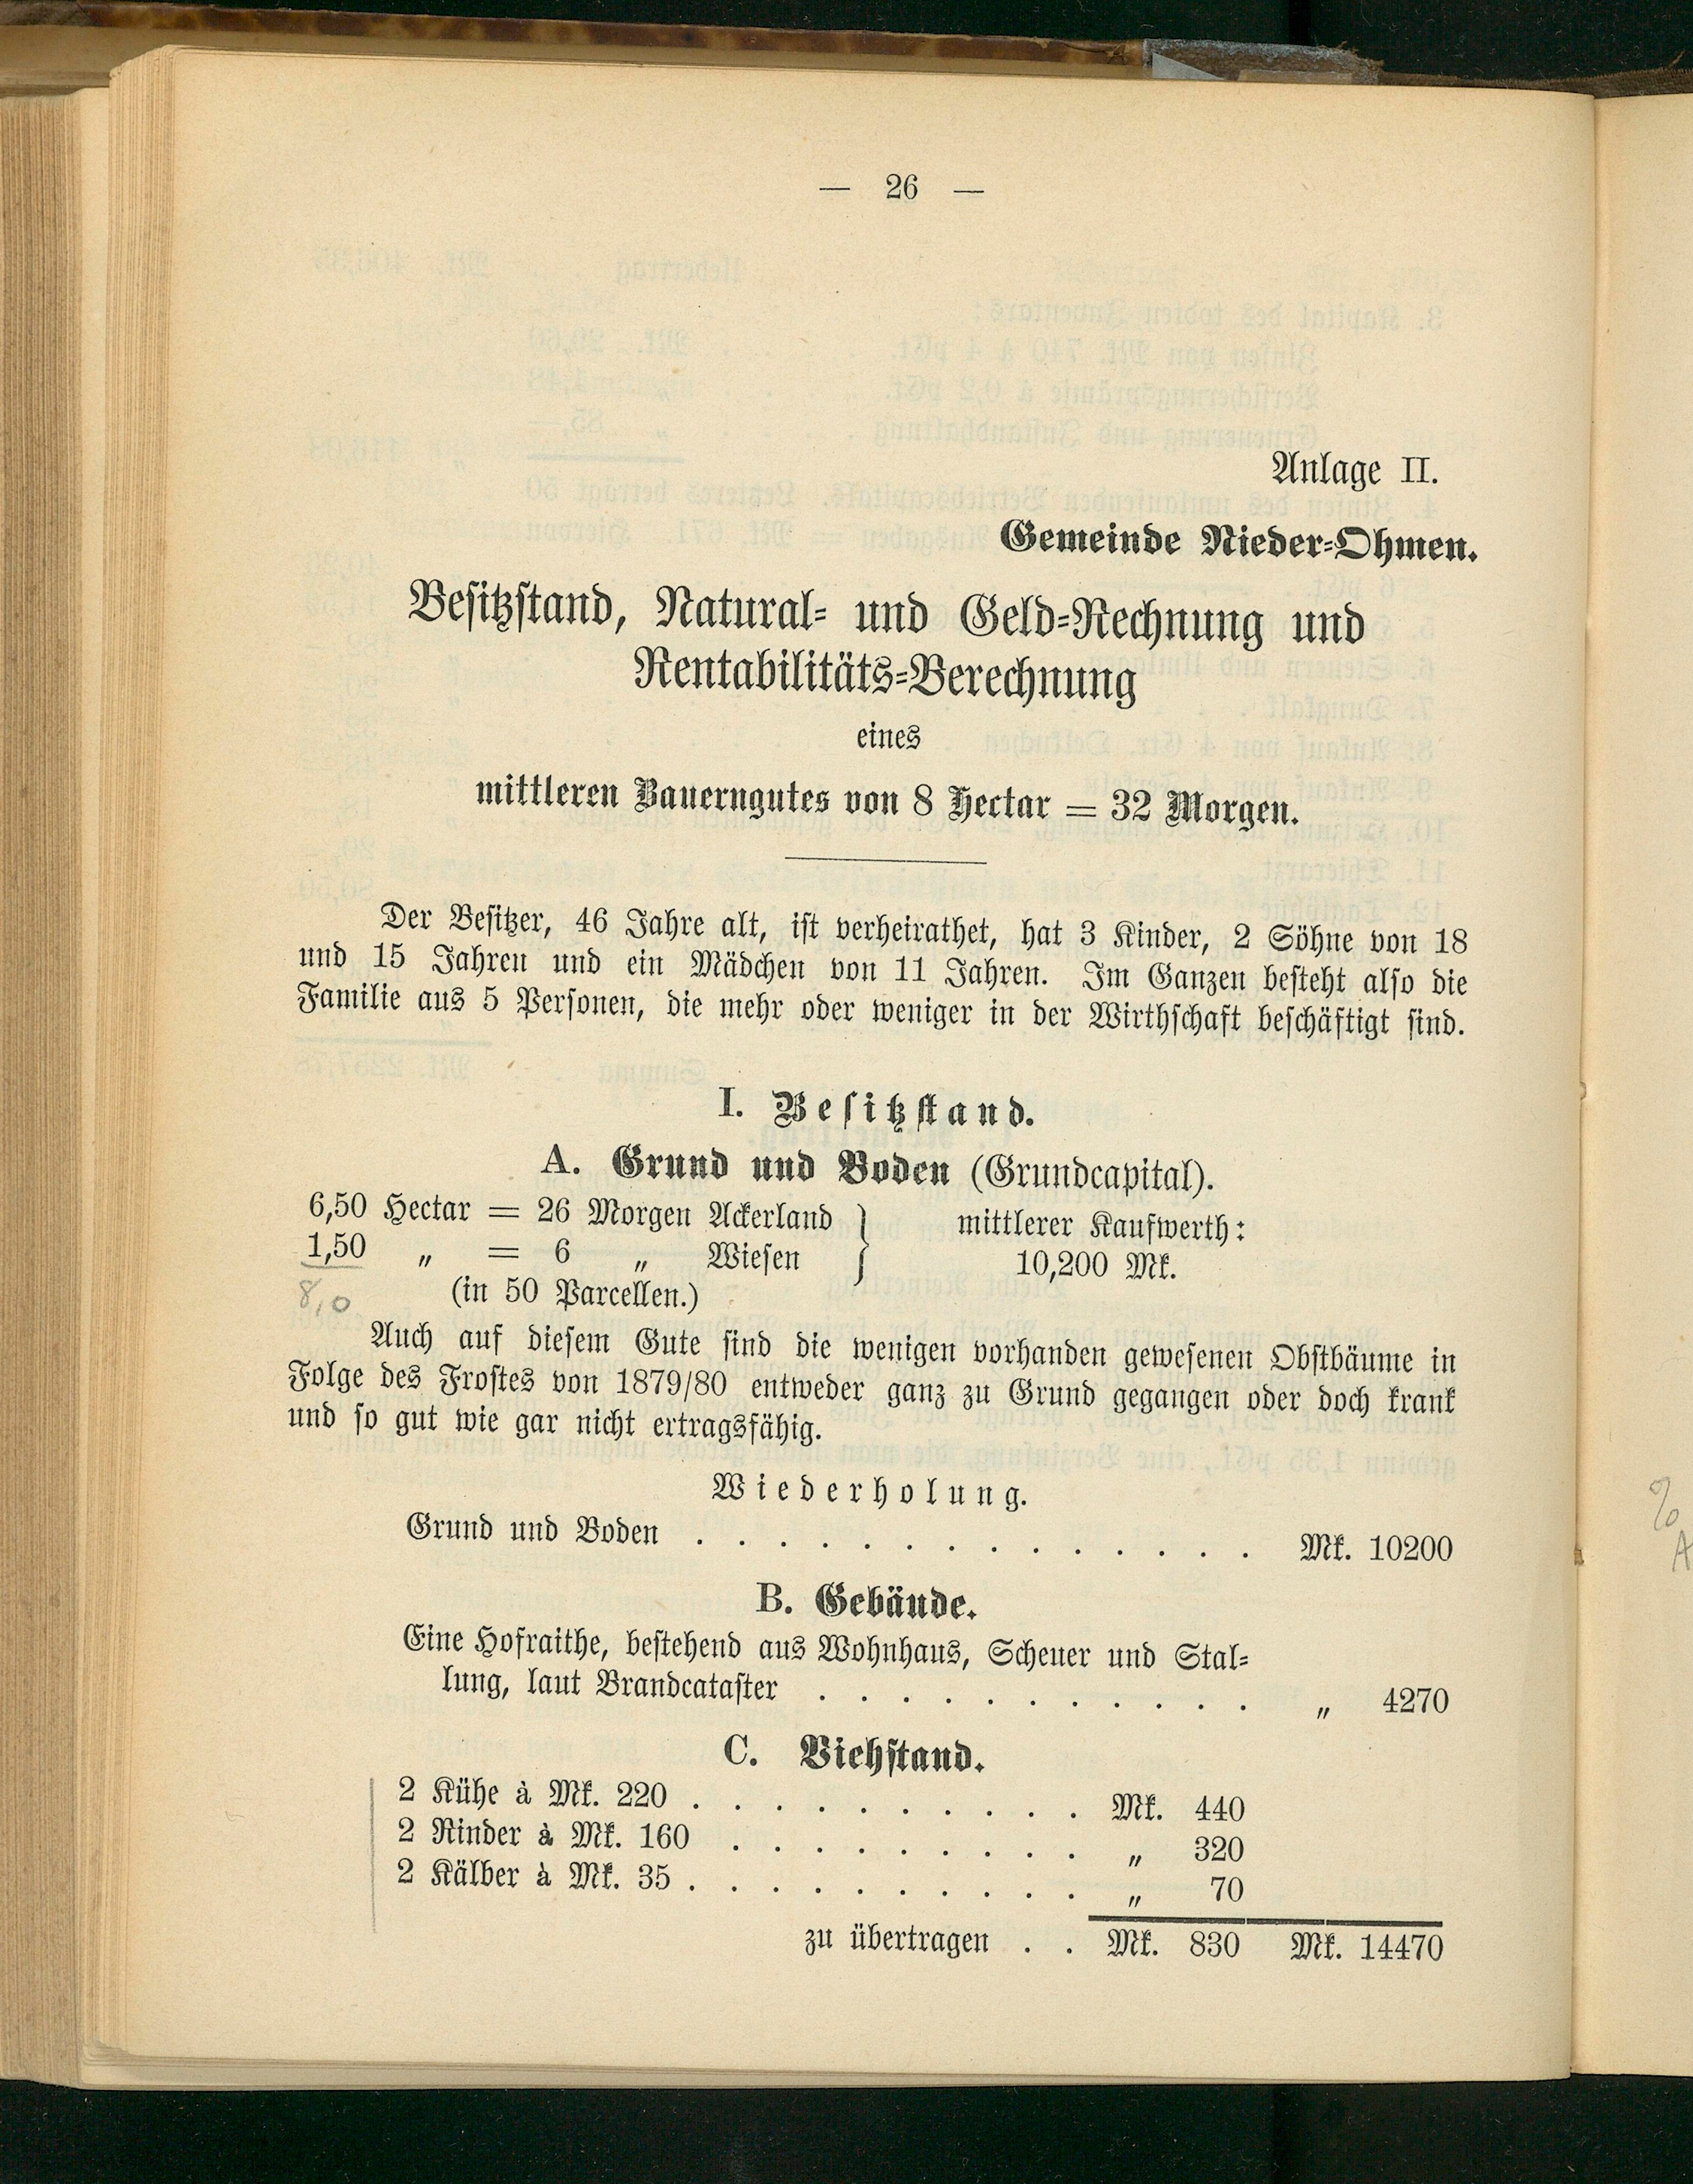 — 26 —
Anlage II.
Gemeinde Nieder-Ohmen.
Besitzstand, Natural- und Geld-Rechnung und
Rentabilitäts-Berechnung
eines
mittleren Bauerngutes von 8 Hectar = 32 Morgen.
Der Besitzer, 46 Jahre alt, ist verheirathet, hat 3 Kinder, 2 Söhne von 18
und 15 Jahren und ein Mädchen von 11 Jahren. Im Ganzen besteht also die
Familie aus 5 Personen, die mehr oder weniger in der Wirthschaft beschäftigt sind.
I. Besitzstand.
A. Grund und Boden (Grundcapital).
6,50 Hectar = 26 Morgen Ackerland } mittlerer Kaufwerth:
1,50 „ = 6 „ Wiesen 10,200 Mk.
8,0 (in 50 Parcellen.)
Auch auf diesem Gute sind die wenigen vorhanden gewesenen Obstbäume in
Folge des Frostes von 1879/80 entweder ganz zu Grund gegangen oder doch krank
und so gut wie gar nicht ertragsfähig.
Wiederholung.
Grund und Boden . . . . . . . . . . . . . . Mk. 10200
B. Gebäude.
Eine Hofraithe, bestehend aus Wohnhaus, Scheuer und Stal-
lung, laut Brandcataster . . . . . . . . . . . „ 4270
C. Viehstand.
2 Kühe à Mk. 220 . . . . . . . . . . Mk. 440
2 Rinder à Mk. 160 . . . . . . . . . „ 320
2 Kälber à Mk. 35 . . . . . . . . . . „ 70
zu übertragen . . Mk. 830 Mk. 14470